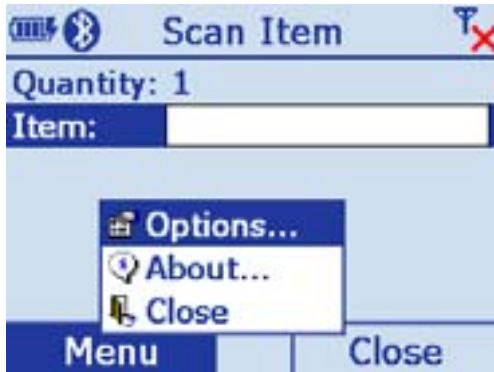 Scan Item
Quantity: 1
Item:
Options...
About...
Close
Menu
Close